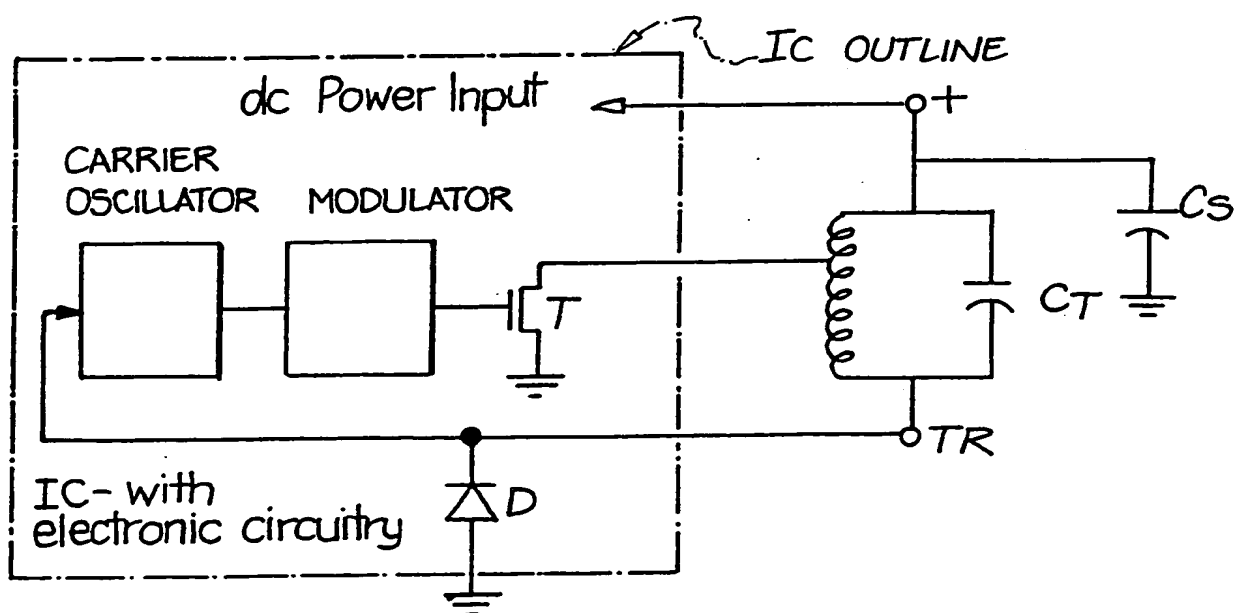 IC OUTLINE
dc Power Input
+
CARRIER
OSCILLATOR
MODULATOR
CS
T
CT
TR
IC- with
electronic circuitry
D